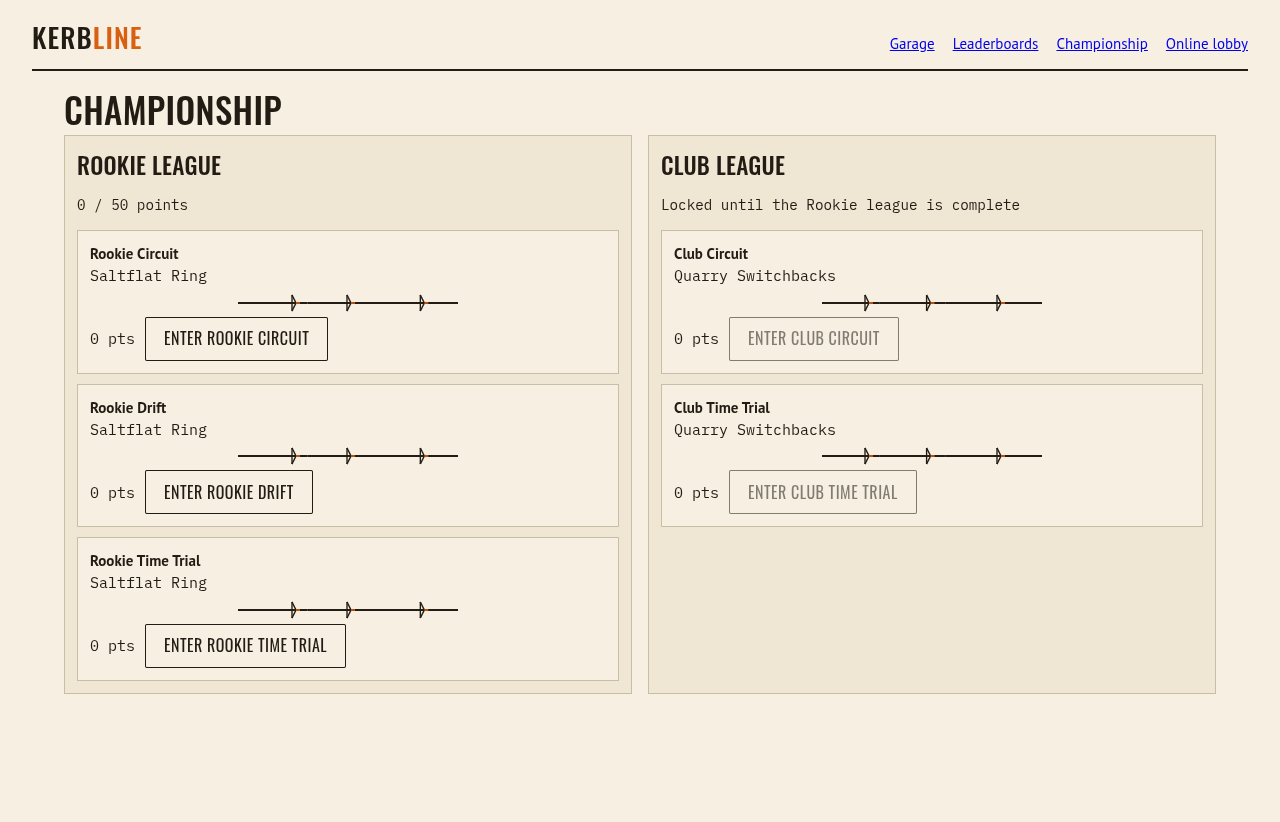 KERBLINE
Garage Leaderboards Championship Online lobby
CHAMPIONSHIP
ROOKIE LEAGUE
0 / 50 points
Rookie Circuit
Saltflat Ring
0 pts ENTER ROOKIE CIRCUIT
Rookie Drift
Saltflat Ring
0 pts ENTER ROOKIE DRIFT
Rookie Time Trial
Saltflat Ring
0 pts ENTER ROOKIE TIME TRIAL
CLUB LEAGUE
Locked until the Rookie league is complete
Club Circuit
Quarry Switchbacks
0 pts ENTER CLUB CIRCUIT
Club Time Trial
Quarry Switchbacks
0 pts ENTER CLUB TIME TRIAL